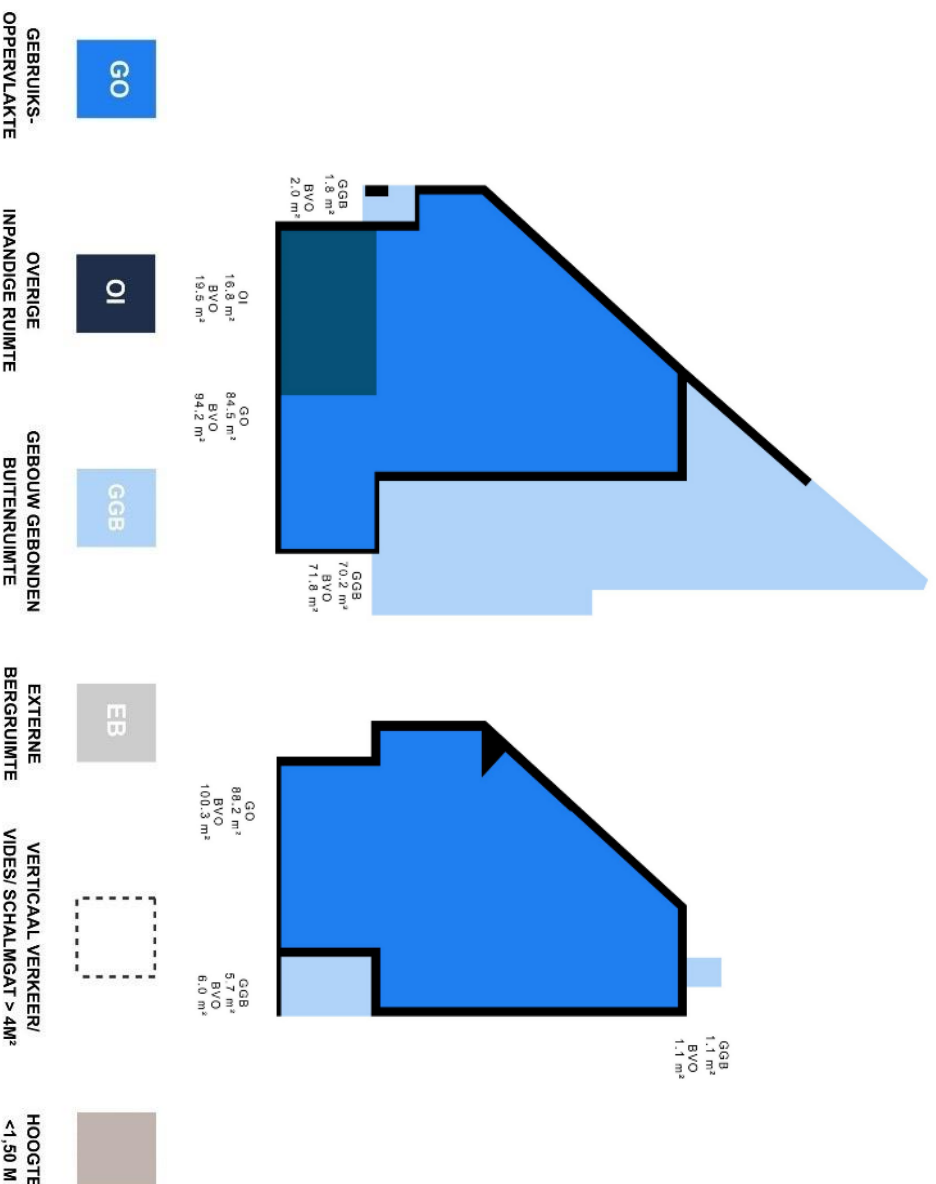 GGB
1.8 m²
BVO
2.0 m²
OI
16.8 m²
BVO
19.5 m²
GO
84.5 m²
BVO
94.2 m²
GGB
70.2 m²
BVO
71.8 m²
GO
88.2 m²
BVO
100.3 m²
GGB
5.7 m²
BVO
6.0 m²
GGB
1.1 m²
BVO
1.1 m²
GO
GEBRUIKS-
OPPERVLAKTE
OI
OVERIGE
INPANDIGE RUIMTE
GGB
GEBOUW GEBONDEN
BUITENRUIMTE
EB
EXTERNE
BERGRUIMTE
VERTICAAL VERKEER/
VIDES/ SCHALMGAT > 4M²
HOOGTE
<1,50 M